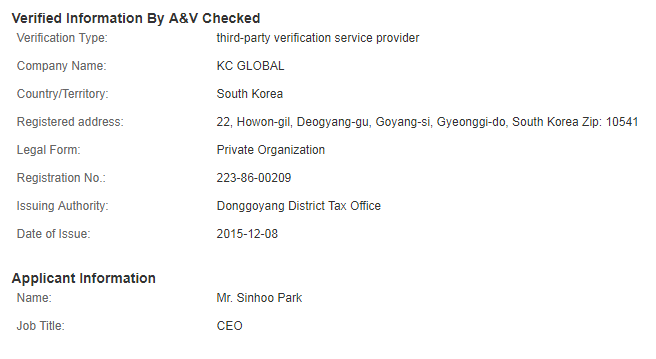 Verified Information By A&V Checked
Verification Type: third-party verification service provider
Company Name: KC GLOBAL
Country/Territory: South Korea
Registered address: 22, Howon-gil, Deogyang-gu, Goyang-si, Gyeonggi-do, South Korea Zip: 10541
Legal Form: Private Organization
Registration No.: 223-86-00209
Issuing Authority: Donggoyang District Tax Office
Date of Issue: 2015-12-08
Applicant Information
Name: Mr. Sinhoo Park
Job Title: CEO